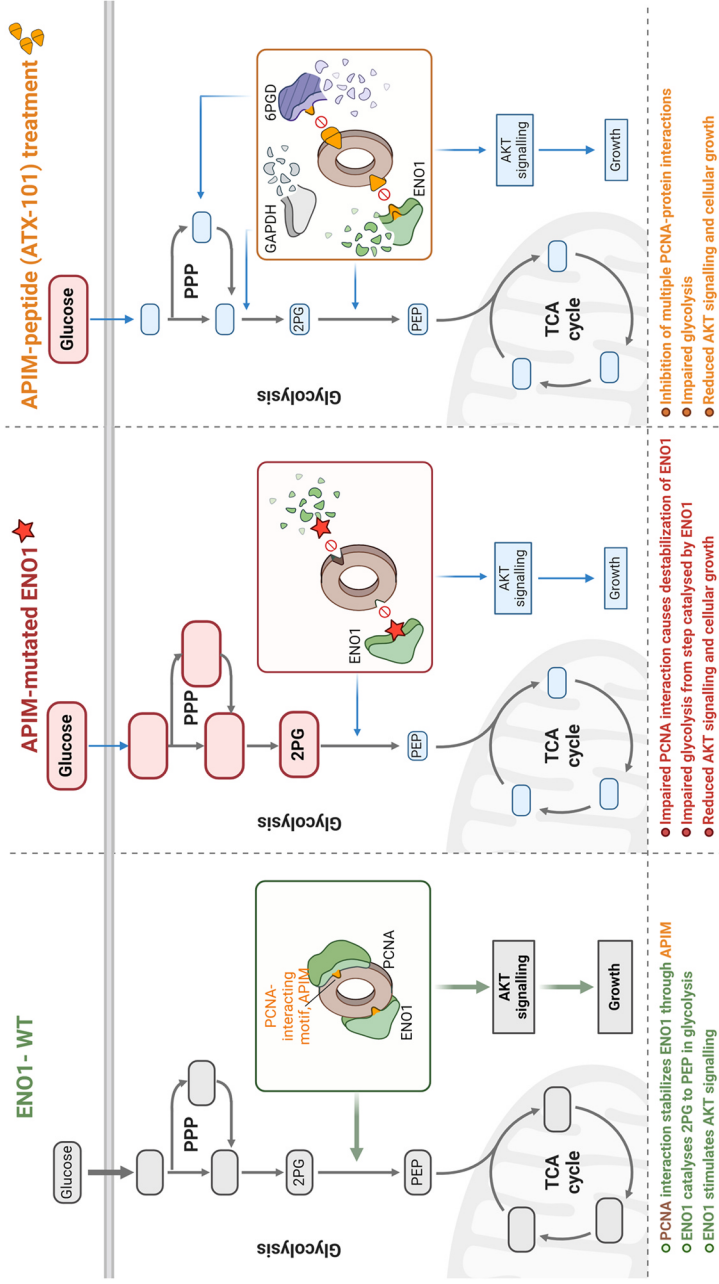 ENO1- WT
Glucose
PPP
Glycolysis
2PG
PEP
TCA
cycle
PCNA-
interacting
motif, APIM
PCNA
ENO1
AKT
signalling
Growth
PCNA interaction stabilizes ENO1 through APIM
ENO1 catalyses 2PG to PEP in glycolysis
ENO1 stimulates AKT signalling
APIM-mutated ENO1
Glucose
PPP
Glycolysis
2PG
PEP
TCA
cycle
ENO1
AKT
signalling
Growth
Impaired PCNA interaction causes destabilization of ENO1
Impaired glycolysis from step catalysed by ENO1
Reduced AKT signalling and cellular growth
APIM-peptide (ATX-101) treatment
Glucose
PPP
Glycolysis
2PG
PEP
TCA
cycle
GAPDH
6PGD
ENO1
AKT
signalling
Growth
Inhibition of multiple PCNA-protein interactions
Impaired glycolysis
Reduced AKT signalling and cellular growth